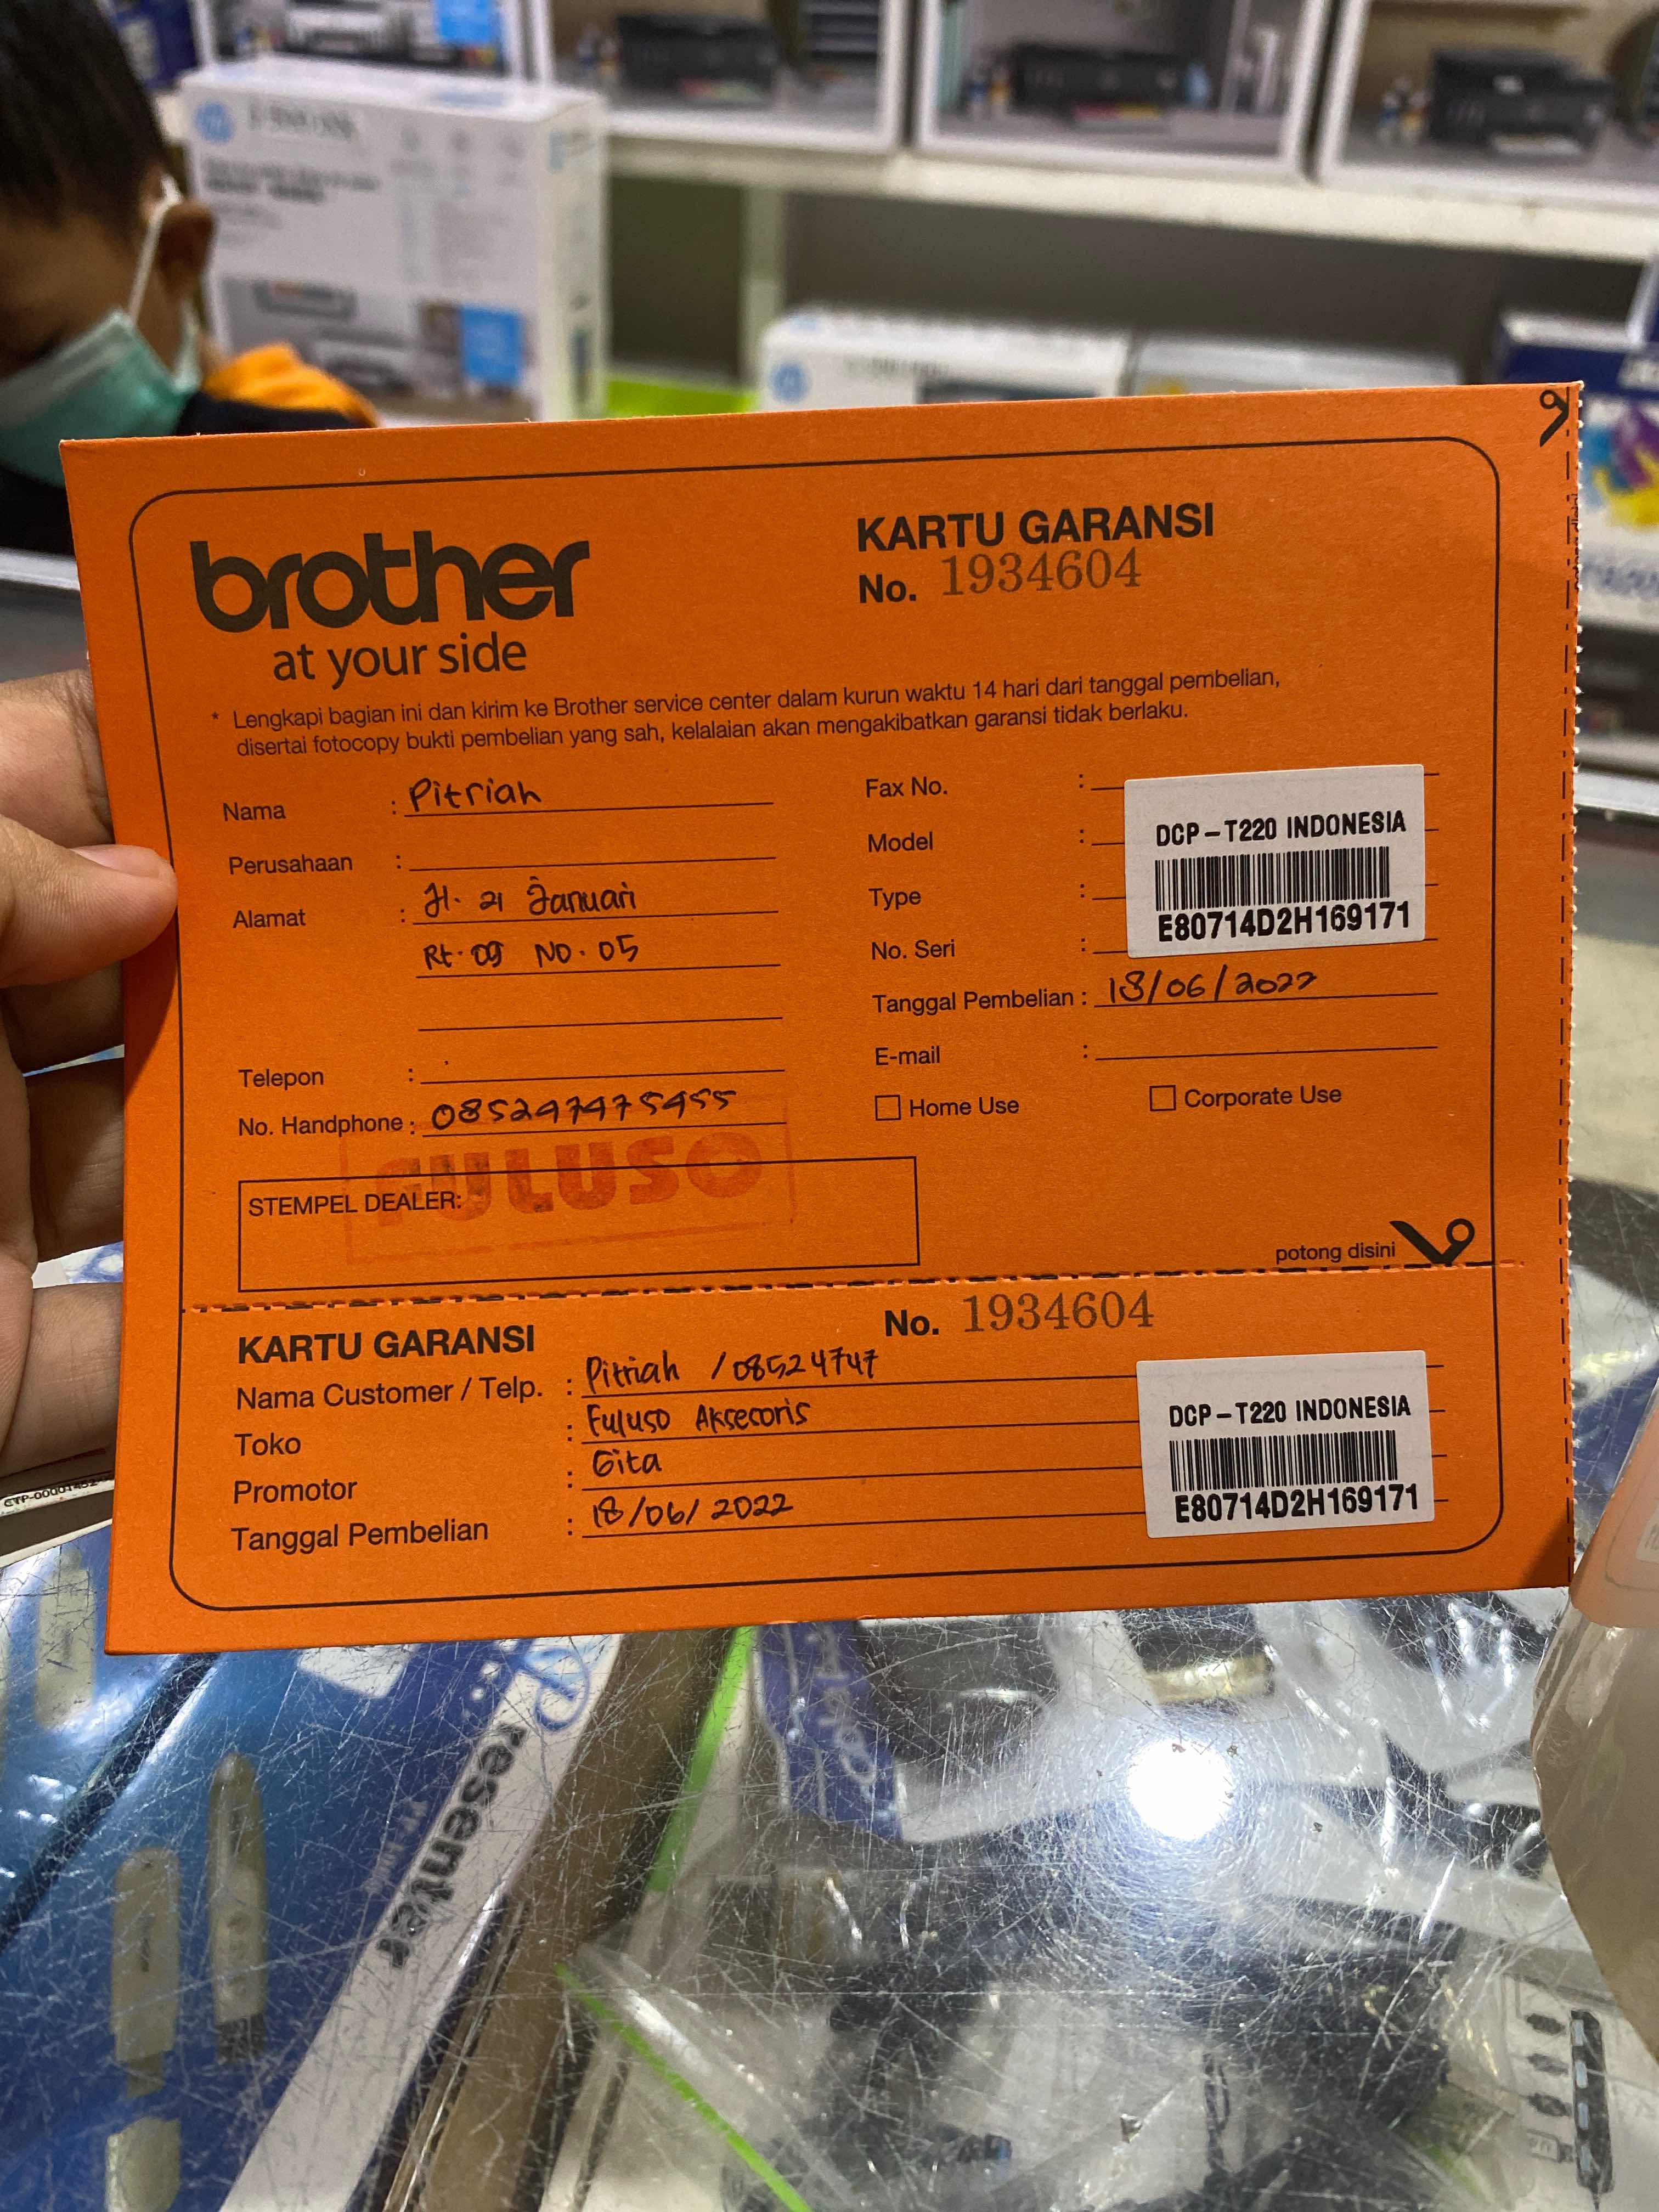 brother
at your side
KARTU GARANSI
No. 1934604
* Lengkapi bagian ini dan kirim ke Brother service center dalam kurun waktu 14 hari dari tanggal pembelian,
disertai fotocopy bukti pembelian yang sah, kelalaian akan mengakibatkan garansi tidak berlaku.
Nama : Pitriah
Perusahaan :
Alamat : Jl. 21 Januari
Rt. 09 NO. 05
Telepon :
No. Handphone : 085247475455
STEMPEL DEALER:
FULUSO
Fax No. :
Model :
Type :
No. Seri :
DCP-T220 INDONESIA
E80714D2H169171
Tanggal Pembelian : 18/06/2022
E-mail :
Home Use
Corporate Use
potong disini
KARTU GARANSI
No. 1934604
Nama Customer / Telp. : Pitriah / 08524747
Toko : Fuluso Aksecoris
Promotor : Gita
Tanggal Pembelian : 18/06/2022
DCP-T220 INDONESIA
E80714D2H169171
Presenter